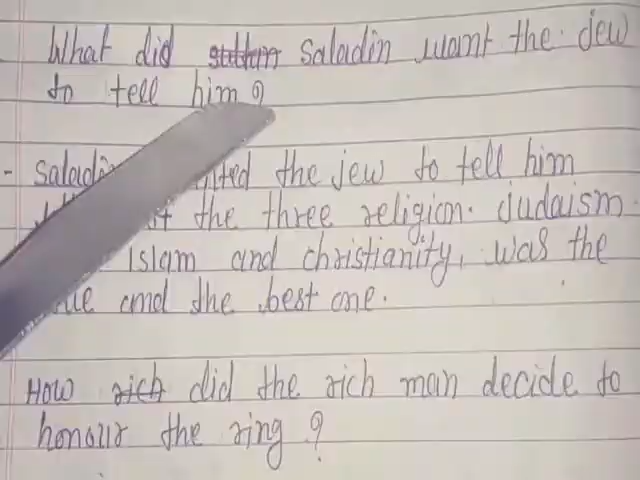 What did Saladin want the jew
to tell him?
- Saladin the jew to tell him
the three religion. Judaism.
Islam and christianity, was the
and the best one.
How did the rich man decide to
honour the ring?